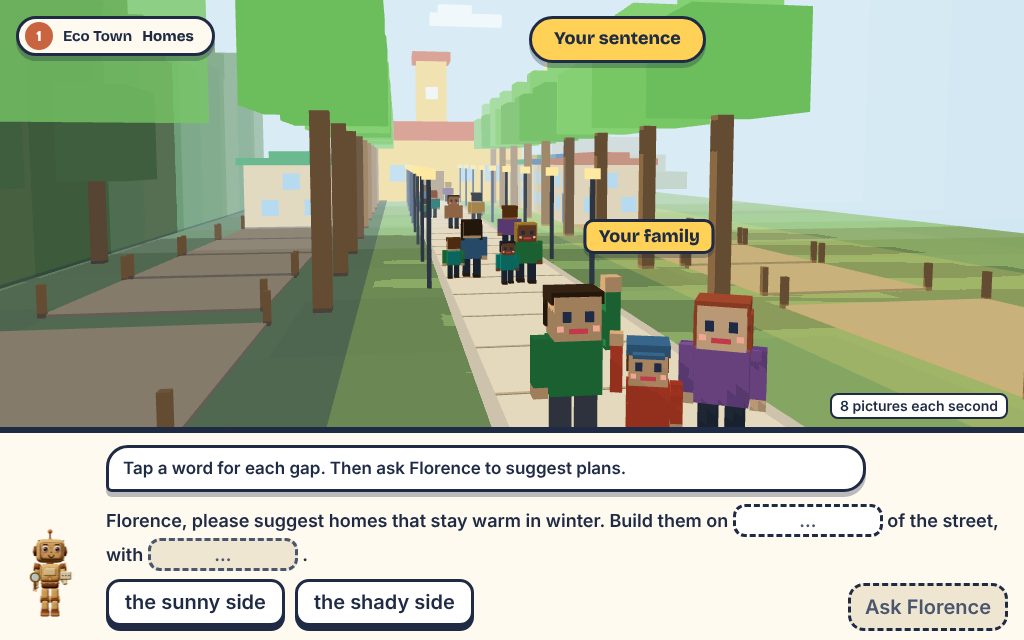 1 Eco Town Homes
Your sentence
Your family
8 pictures each second
Tap a word for each gap. Then ask Florence to suggest plans.
Florence, please suggest homes that stay warm in winter. Build them on ... of the street,
with ... .
the sunny side the shady side
Ask Florence